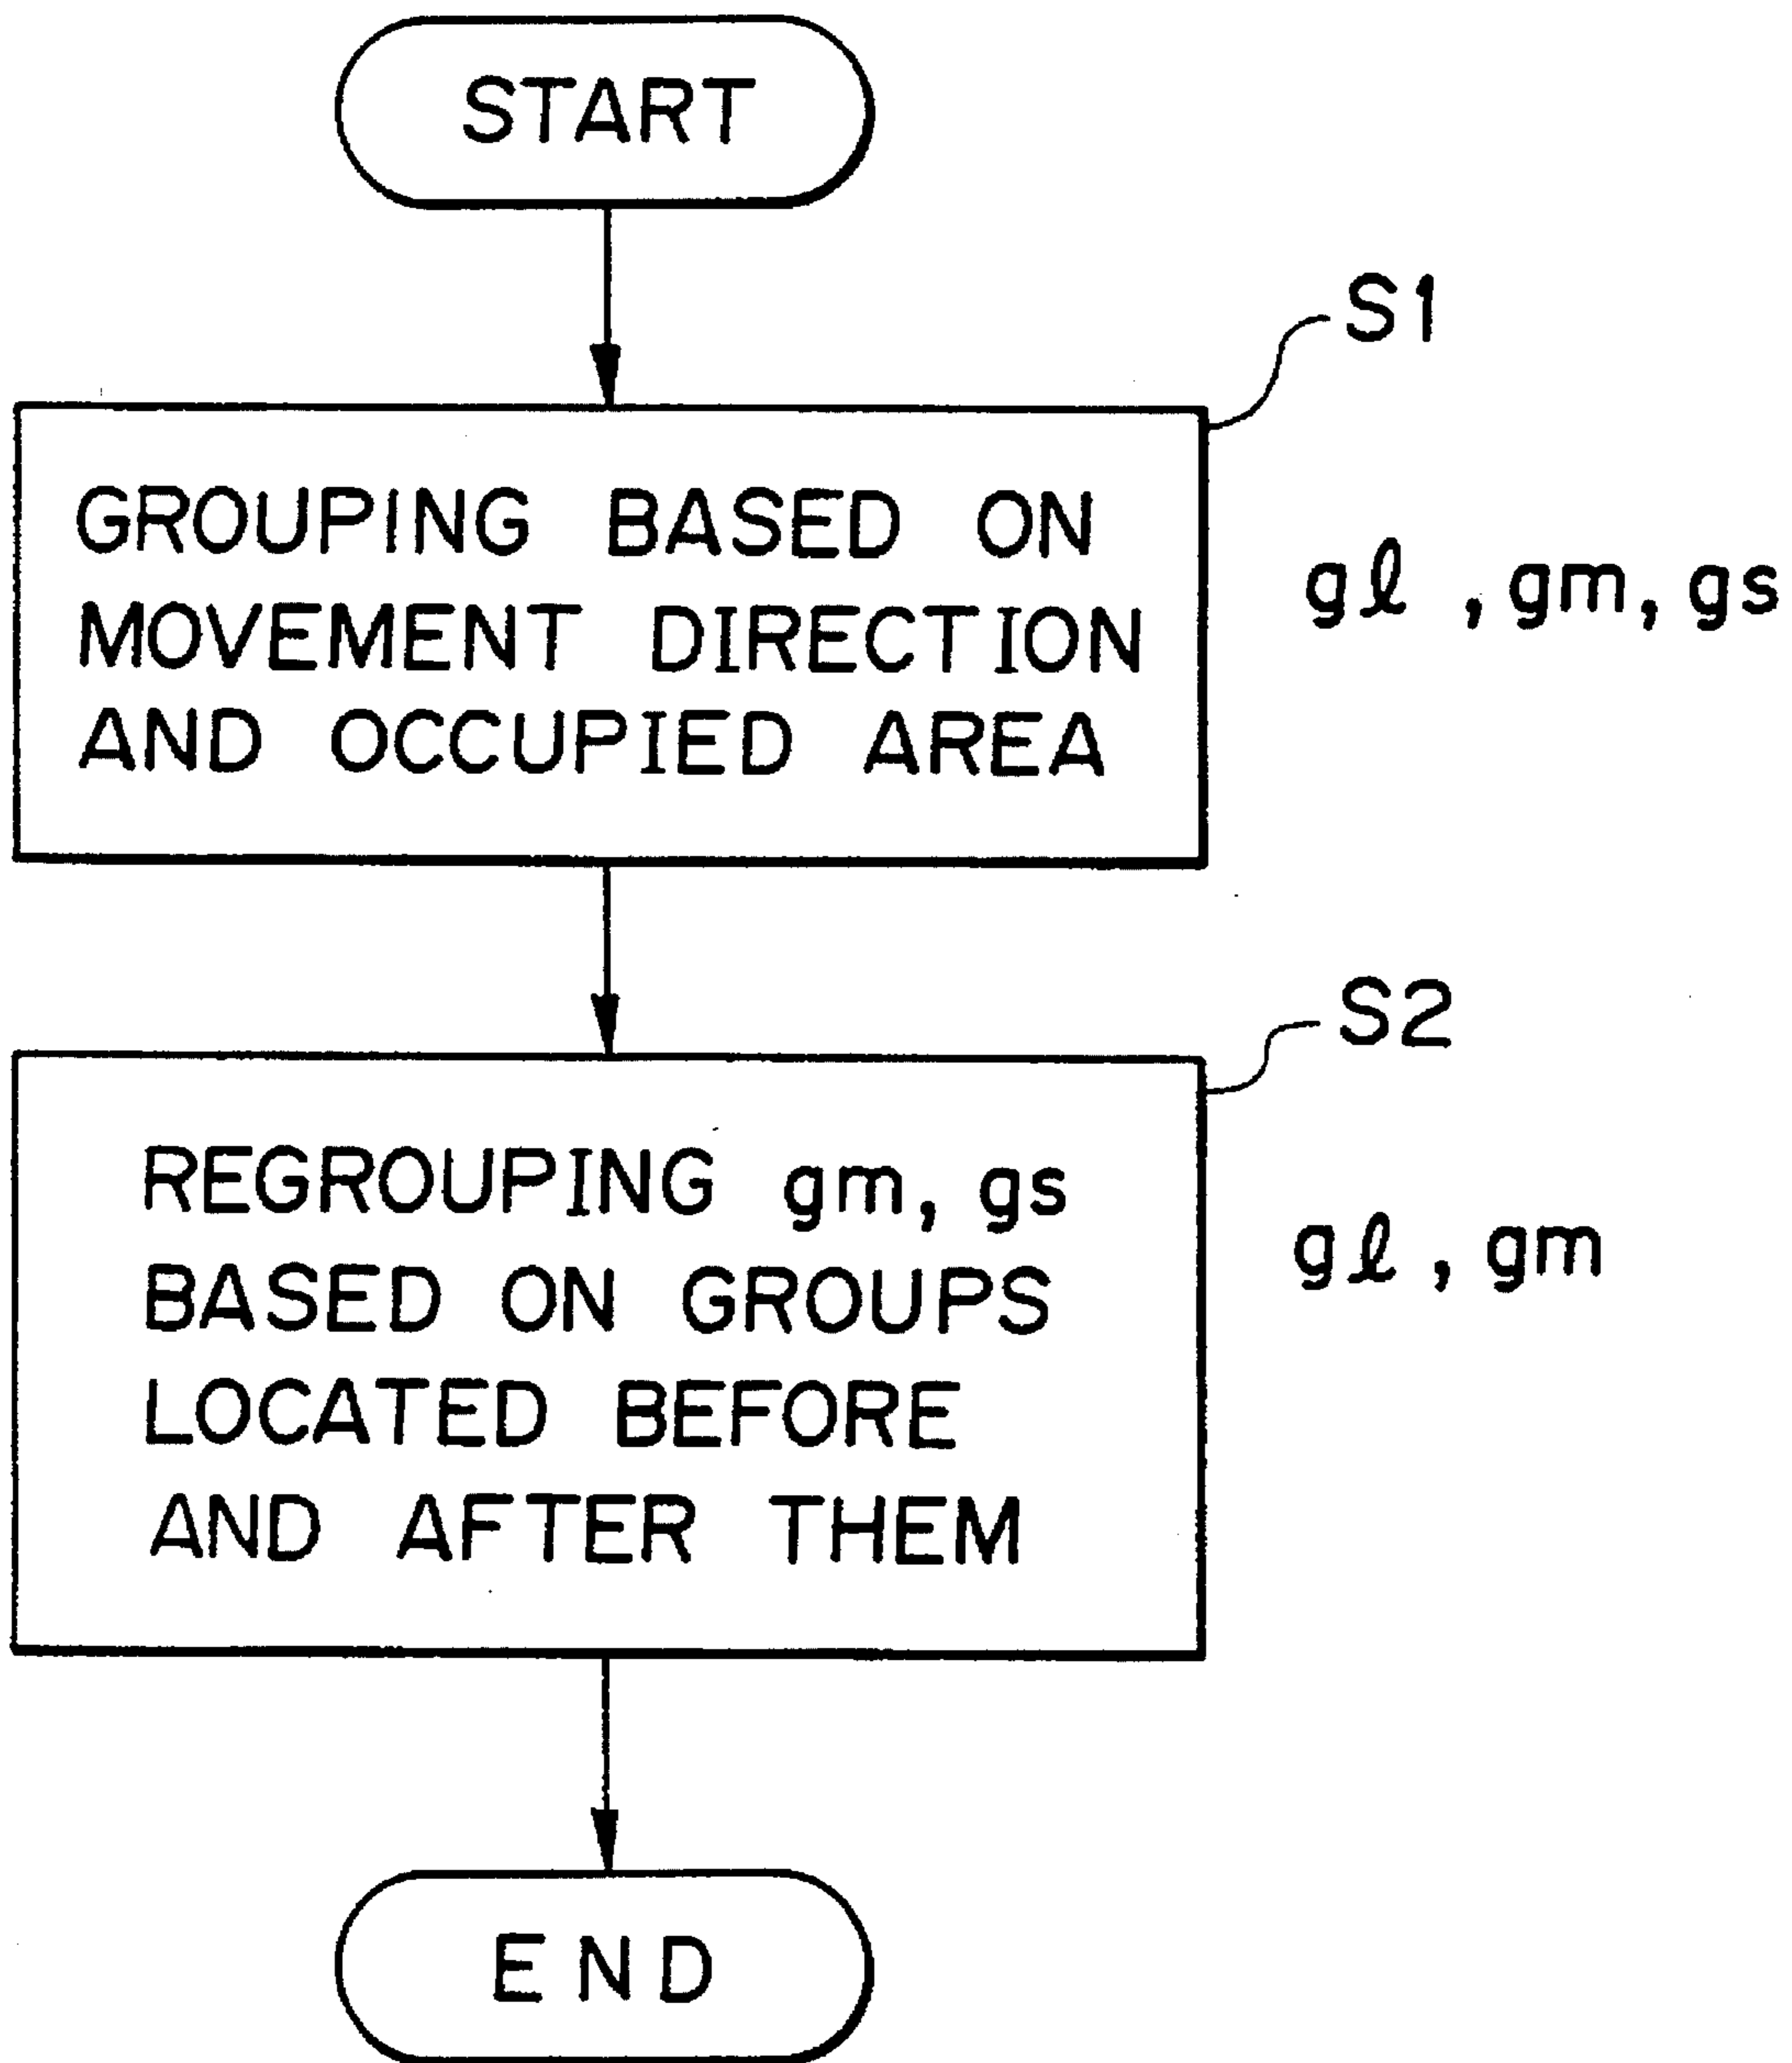 START
S1
GROUPING BASED ON
MOVEMENT DIRECTION
AND OCCUPIED AREA
gℓ , gm, gs
S2
REGROUPING gm, gs
BASED ON GROUPS
LOCATED BEFORE
AND AFTER THEM
gℓ , gm
END